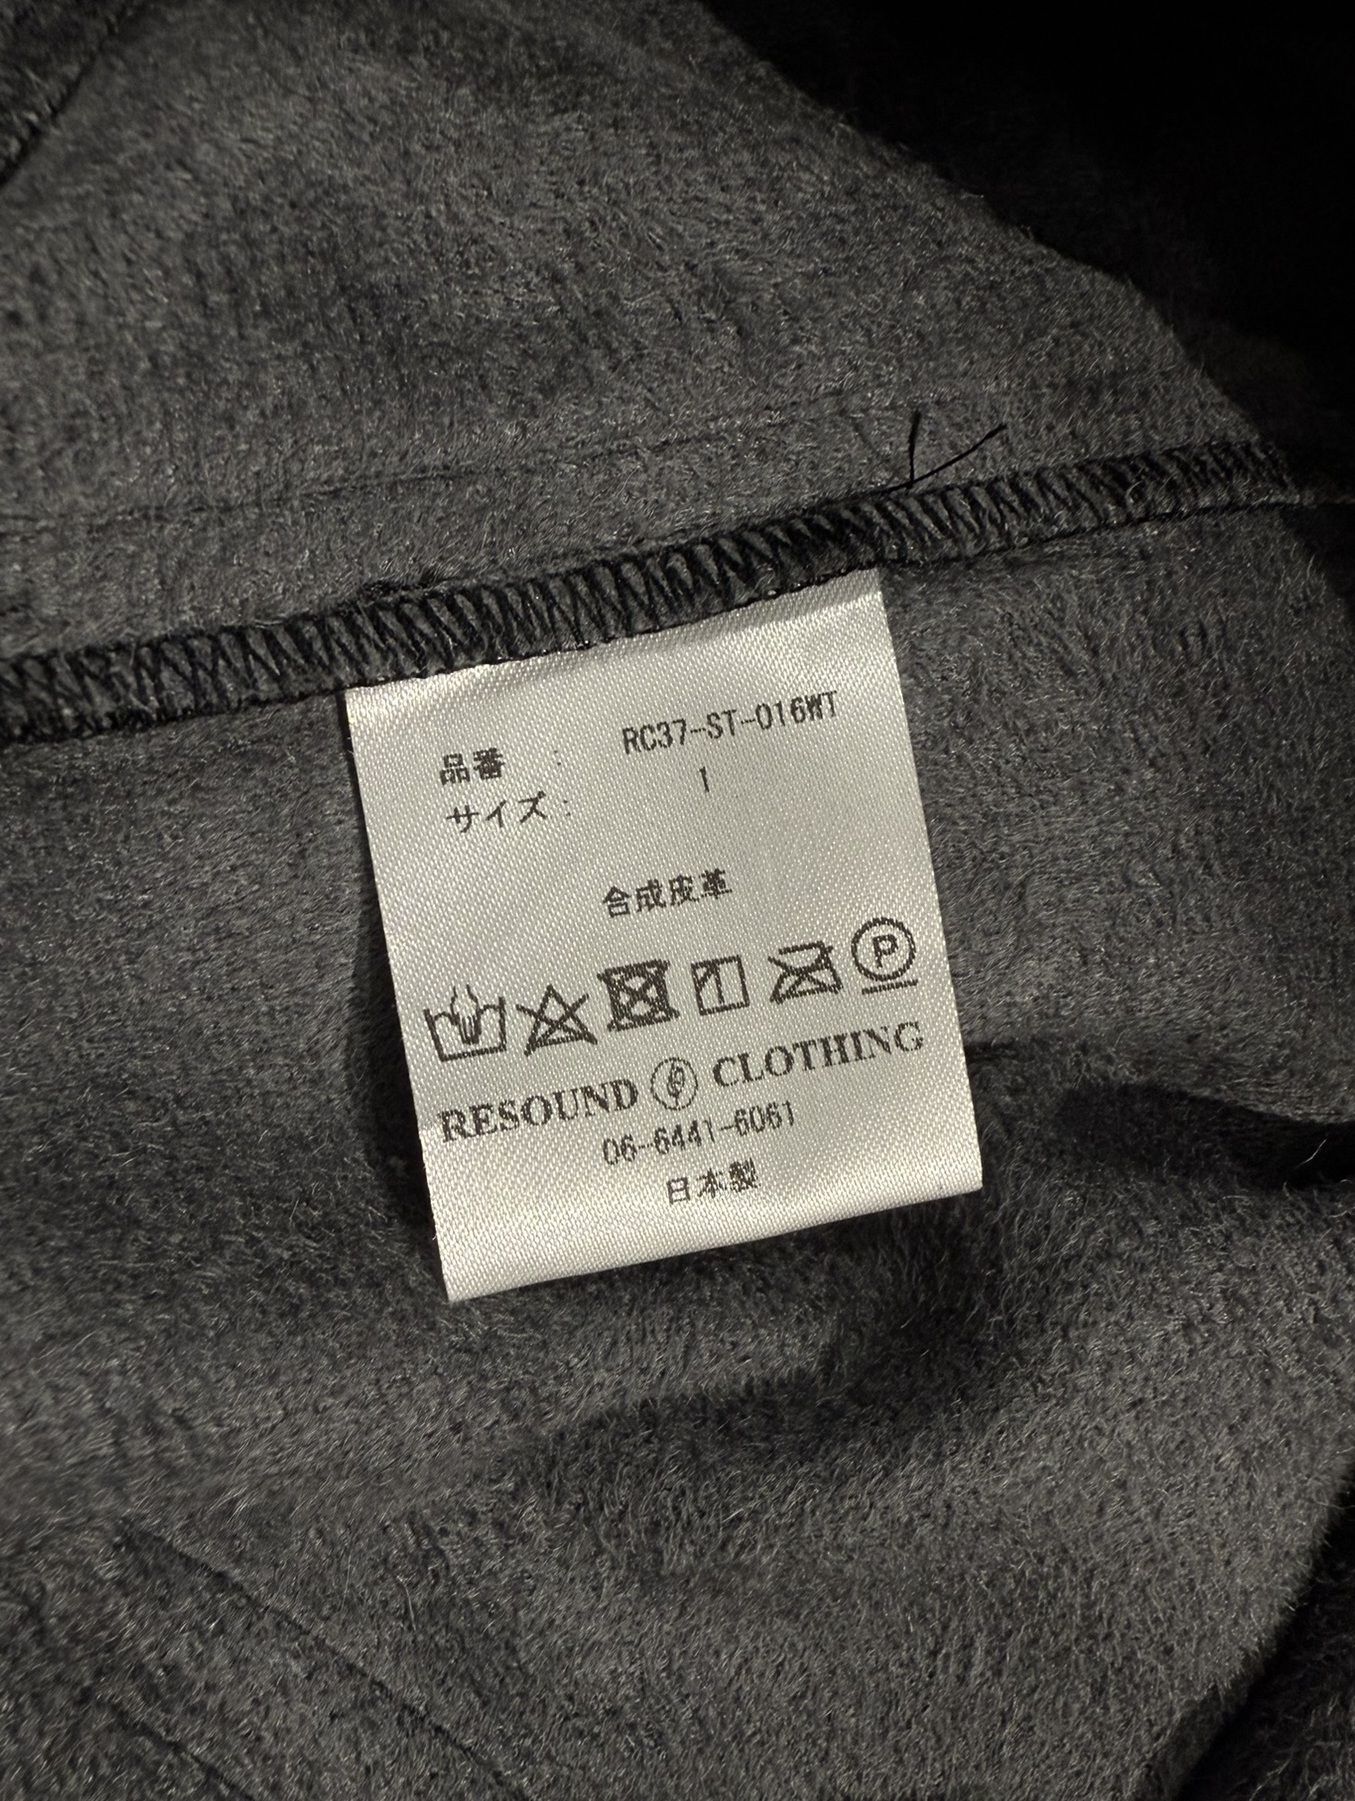 品番 : RC37-ST-016WT
サイズ : 1
合成皮革
P
RESOUND CLOTHING
06-6441-6061
日本製